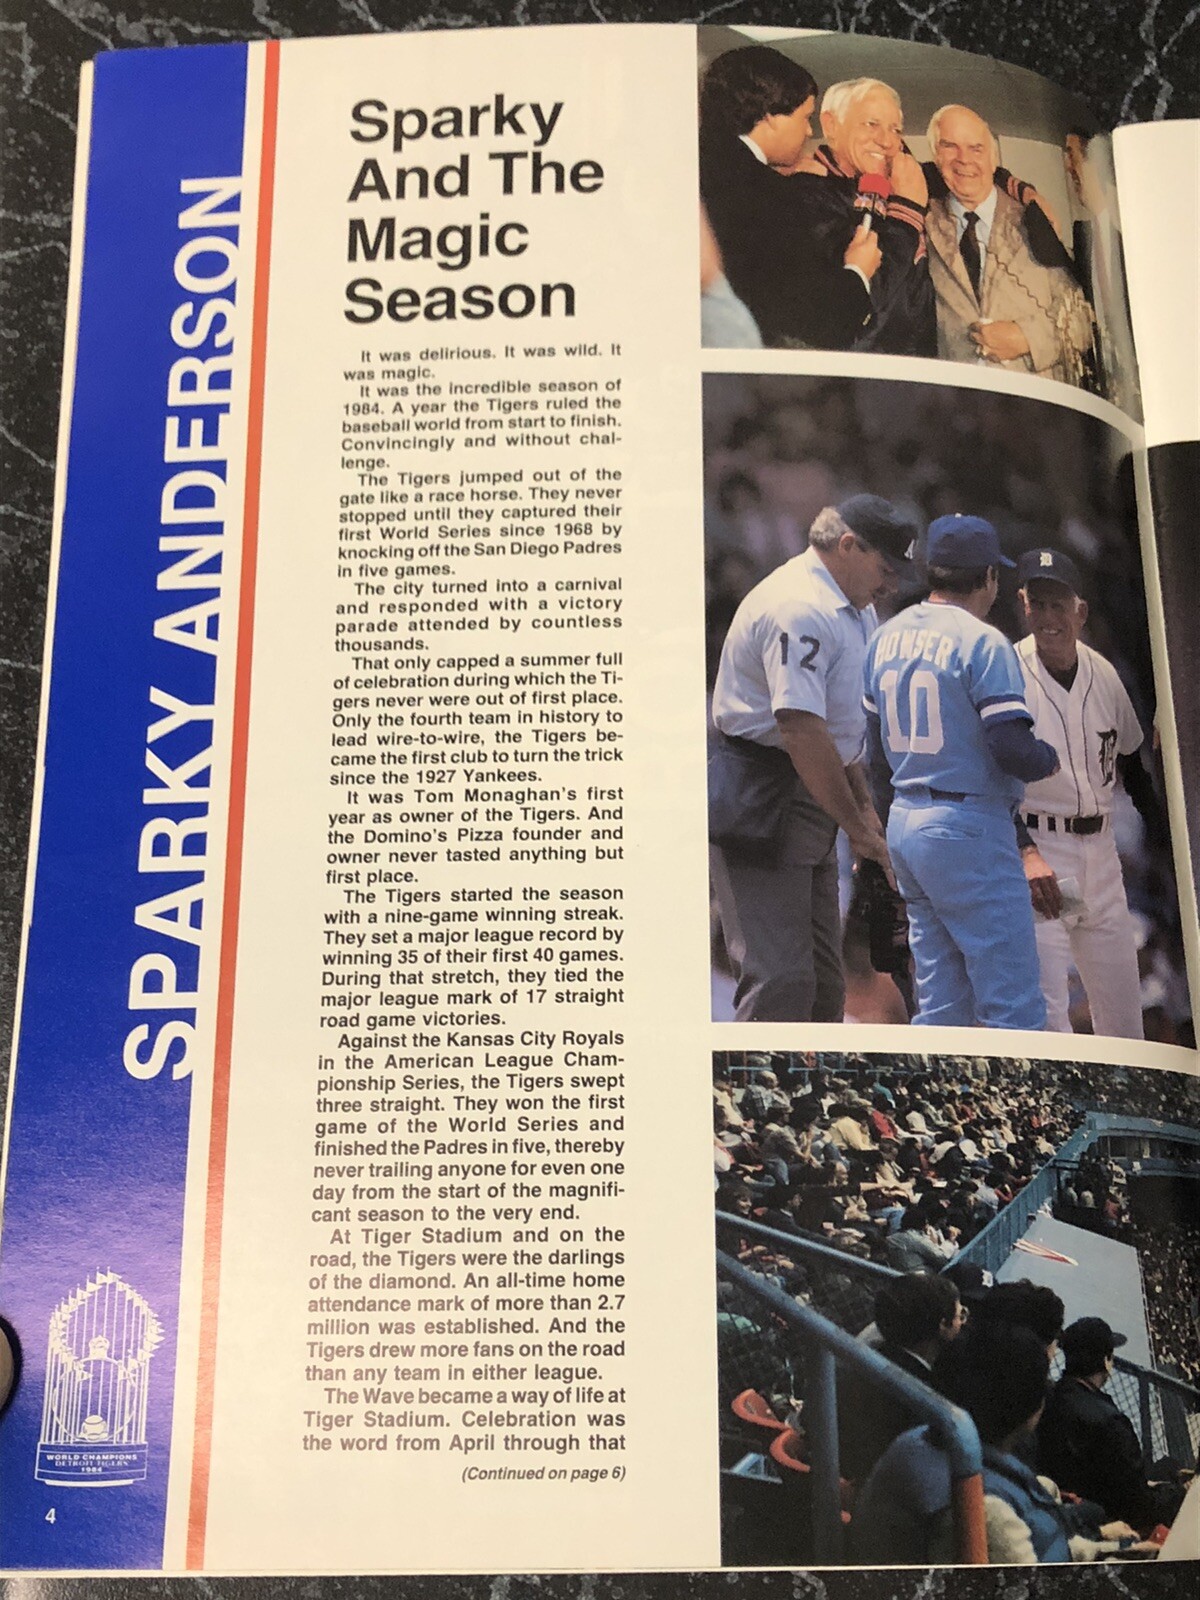 SPARKY ANDERSON
Sparky
And The
Magic
Season
It was delirious. It was wild. It
was magic.
It was the incredible season of
1984. A year the Tigers ruled the
baseball world from start to finish.
Convincingly and without chal-
lenge.
The Tigers jumped out of the
gate like a race horse. They never
stopped until they captured their
first World Series since 1968 by
knocking off the San Diego Padres
in five games.
The city turned into a carnival
and responded with a victory
parade attended by countless
thousands.
That only capped a summer full
of celebration during which the Ti-
gers never were out of first place.
Only the fourth team in history to
lead wire-to-wire, the Tigers be-
came the first club to turn the trick
since the 1927 Yankees.
It was Tom Monaghan's first
year as owner of the Tigers. And
the Domino's Pizza founder and
owner never tasted anything but
first place.
The Tigers started the season
with a nine-game winning streak.
They set a major league record by
winning 35 of their first 40 games.
During that stretch, they tied the
major league mark of 17 straight
road game victories.
Against the Kansas City Royals
in the American League Cham-
pionship Series, the Tigers swept
three straight. They won the first
game of the World Series and
finished the Padres in five, thereby
never trailing anyone for even one
day from the start of the magnifi-
cant season to the very end.
At Tiger Stadium and on the
road, the Tigers were the darlings
of the diamond. An all-time home
attendance mark of more than 2.7
million was established. And the
Tigers drew more fans on the road
than any team in either league.
The Wave became a way of life at
Tiger Stadium. Celebration was
the word from April through that
(Continued on page 6)
12
HOWSER
10
D
D
A
WORLD CHAMPIONS
DETROIT TIGERS
1984
4